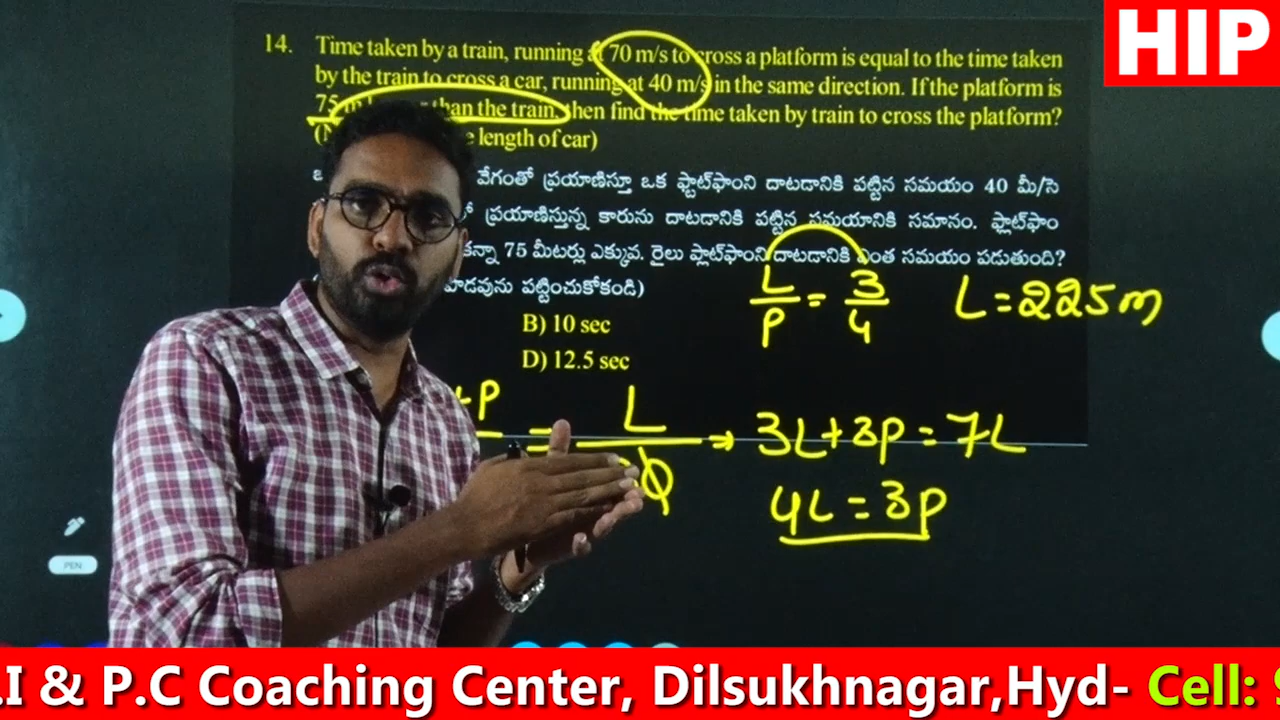 HIP
14. Time taken by a train, running at 70 m/s to cross a platform is equal to the time taken
by the train to cross a car, running at 40 m/s in the same direction. If the platform is
75 than the train, then find the time taken by train to cross the platform?
length of car)
వేగంతో ప్రయాణిస్తూ ఒక ఫ్లాట్‌ఫాంని దాటడానికి పట్టిన సమయం 40 మీ/సె
ప్రయాణిస్తున్న కారును దాటడానికి పట్టిన సమయానికి సమానం. ఫ్లాట్‌ఫాం
కన్నా 75 మీటర్లు ఎక్కువ. రైలు ప్లాట్‌ఫాంని దాటడానికి ఎంత సమయం పడుతుంది?
పట్టించుకోకండి)
L/P = 3/4 L = 225m
B) 10 sec
D) 12.5 sec
+P = L ⇒ 3L+3P = 7L
4L = 3P
PEN
.I & P.C Coaching Center, Dilsukhnagar,Hyd- Cell: